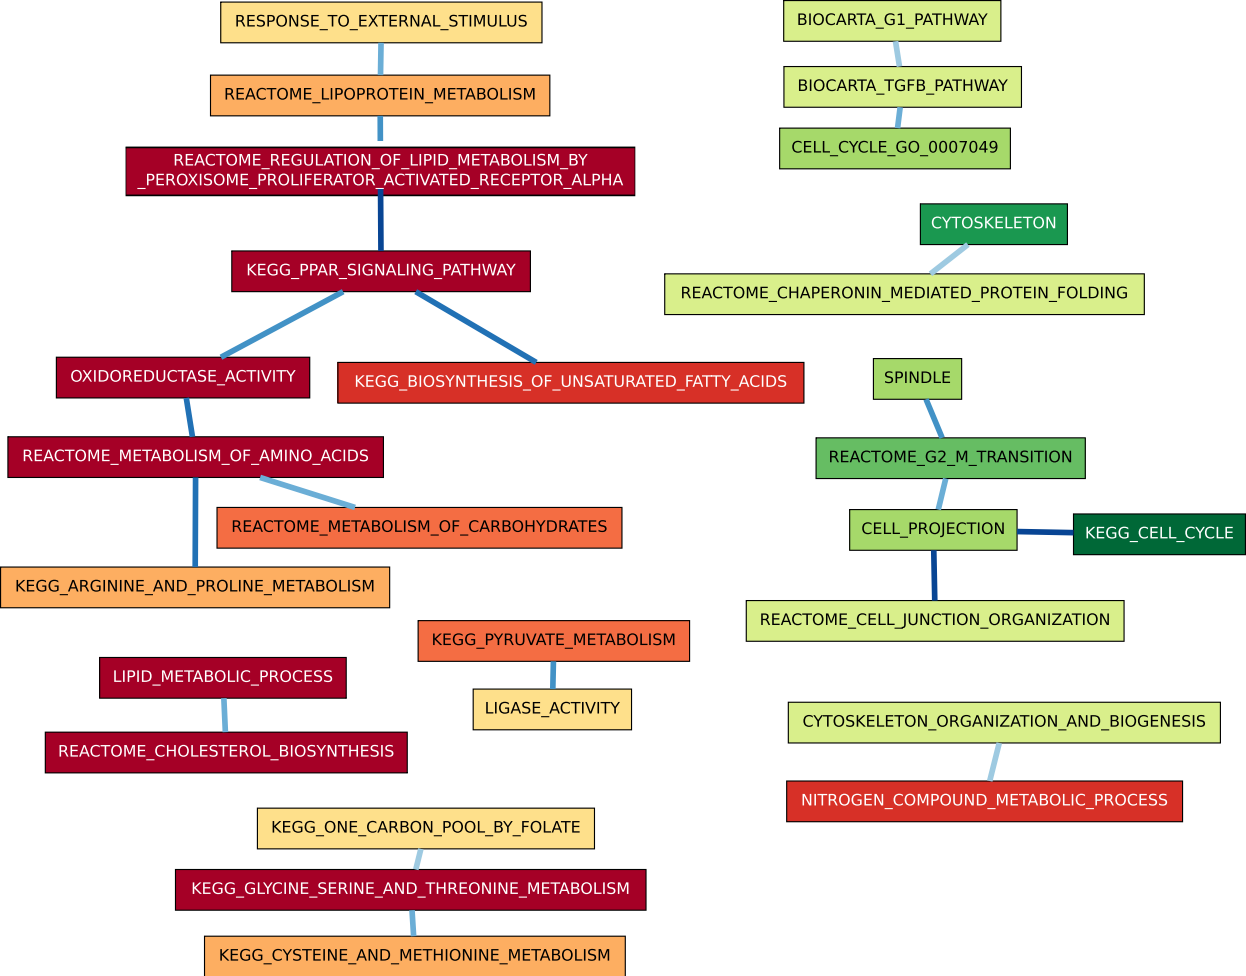 RESPONSE_TO_EXTERNAL_STIMULUS
REACTOME_LIPOPROTEIN_METABOLISM
REACTOME_REGULATION_OF_LIPID_METABOLISM_BY
_PEROXISOME_PROLIFERATOR_ACTIVATED_RECEPTOR_ALPHA
KEGG_PPAR_SIGNALING_PATHWAY
OXIDOREDUCTASE_ACTIVITY
KEGG_BIOSYNTHESIS_OF_UNSATURATED_FATTY_ACIDS
REACTOME_METABOLISM_OF_AMINO_ACIDS
REACTOME_METABOLISM_OF_CARBOHYDRATES
KEGG_ARGININE_AND_PROLINE_METABOLISM
KEGG_PYRUVATE_METABOLISM
LIGASE_ACTIVITY
LIPID_METABOLIC_PROCESS
REACTOME_CHOLESTEROL_BIOSYNTHESIS
KEGG_ONE_CARBON_POOL_BY_FOLATE
KEGG_GLYCINE_SERINE_AND_THREONINE_METABOLISM
KEGG_CYSTEINE_AND_METHIONINE_METABOLISM
BIOCARTA_G1_PATHWAY
BIOCARTA_TGFB_PATHWAY
CELL_CYCLE_GO_0007049
CYTOSKELETON
REACTOME_CHAPERONIN_MEDIATED_PROTEIN_FOLDING
SPINDLE
REACTOME_G2_M_TRANSITION
CELL_PROJECTION
KEGG_CELL_CYCLE
REACTOME_CELL_JUNCTION_ORGANIZATION
CYTOSKELETON_ORGANIZATION_AND_BIOGENESIS
NITROGEN_COMPOUND_METABOLIC_PROCESS